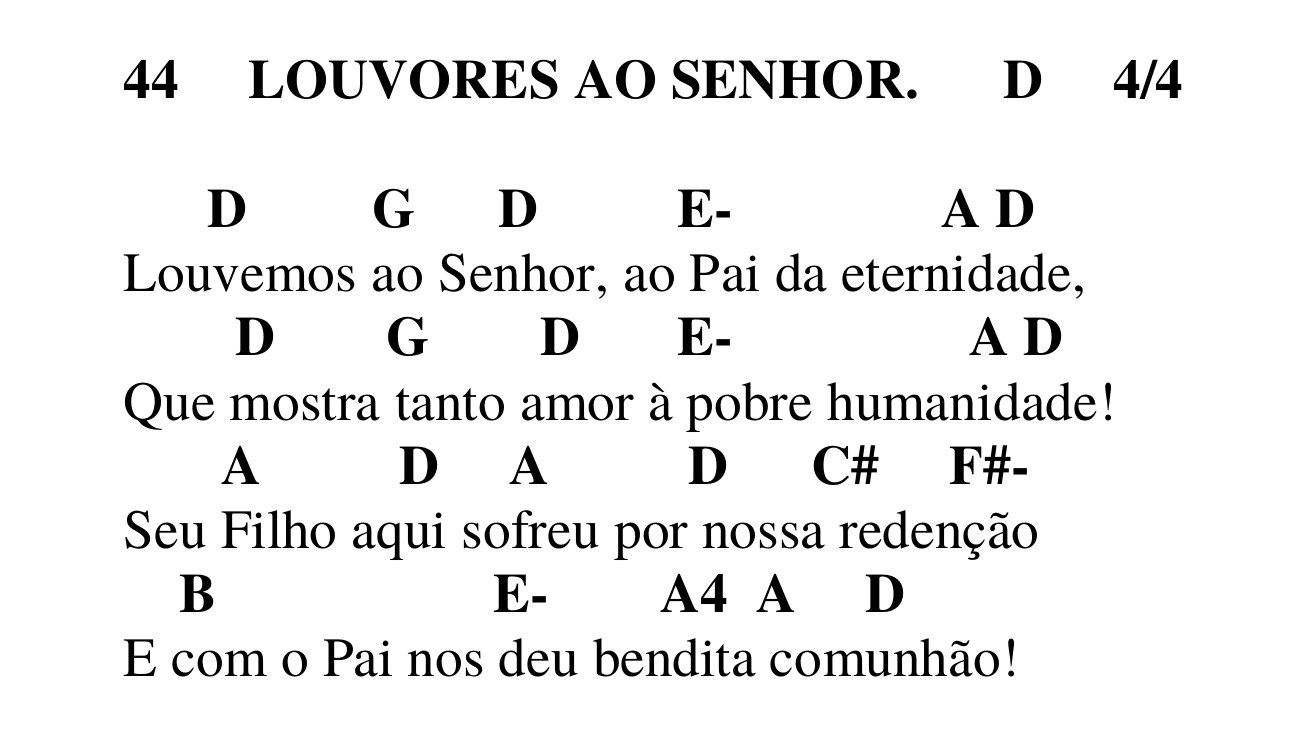 44 LOUVORES AO SENHOR. D 4/4
D G D E- A D
Louvemos ao Senhor, ao Pai da eternidade,
D G D E- A D
Que mostra tanto amor à pobre humanidade!
A D A D C# F#-
Seu Filho aqui sofreu por nossa redenção
B E- A4 A D
E com o Pai nos deu bendita comunhão!